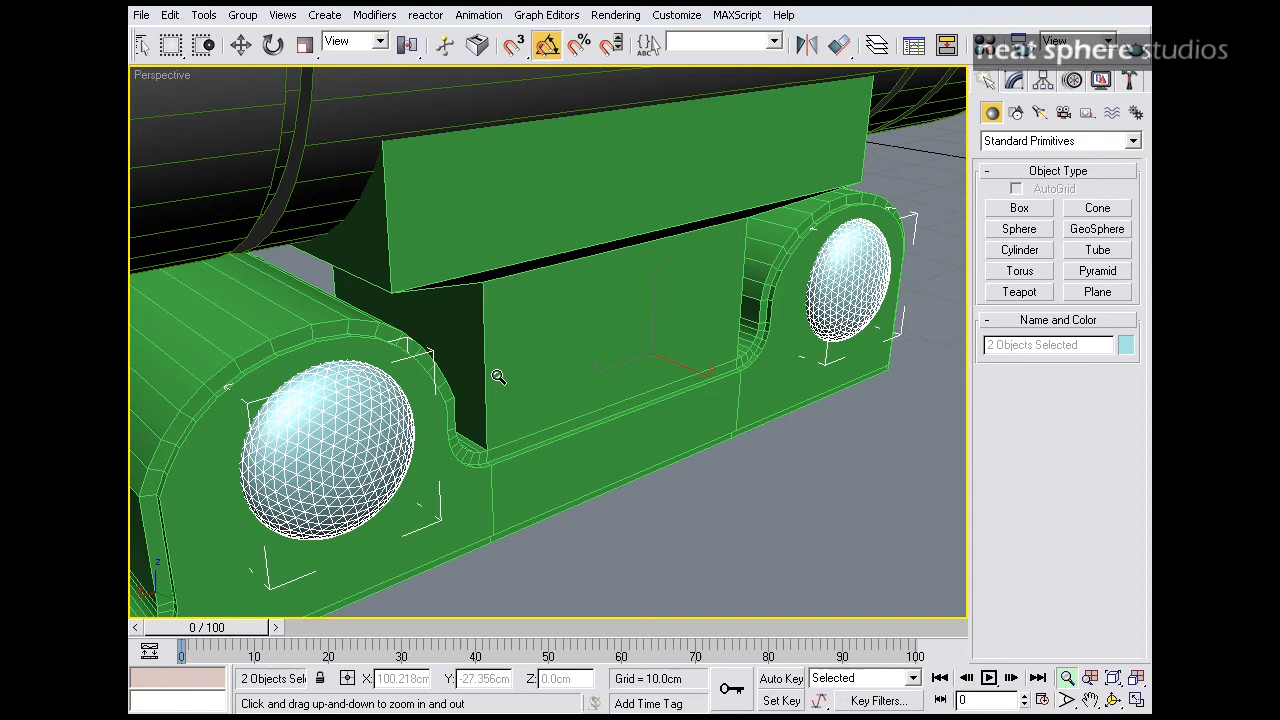 File Edit Tools Group Views Create Modifiers reactor Animation Graph Editors Rendering Customize MAXScript Help
View 3 % ABC View
neat sphere studios
Perspective
Standard Primitives
- Object Type
AutoGrid
Box Cone
Sphere GeoSphere
Cylinder Tube
Torus Pyramid
Teapot Plane
- Name and Color
2 Objects Selected
z
< 0 / 100 >
0 10 20 30 40 50 60 70 80 90 100
2 Objects Sel X: 100.218cm Y: -27.356cm Z: 0.0cm Grid = 10.0cm Auto Key Selected
Click and drag up-and-down to zoom in and out Add Time Tag Set Key Key Filters... 0